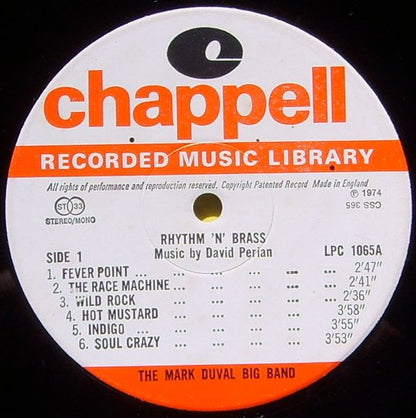 chappell
RECORDED MUSIC LIBRARY
All rights of performance and reproduction reserved. Copyright Patented Record Made in England
℗ 1974
CSS 365
ST 33
STEREO/MONO
RHYTHM 'N' BRASS
SIDE 1 Music by David Perian LPC 1065A
1. FEVER POINT ... ... ... ... ... 2'47"
2. THE RACE MACHINE... ... ... ... ... 2'41"
3. WILD ROCK ... ... ... ... ... 2'36"
4. HOT MUSTARD ... ... ... ... ... 3'58"
5. INDIGO ... ... ... ... ... ... 3'55"
6. SOUL CRAZY ... ... ... ... ... 3'53"
THE MARK DUVAL BIG BAND